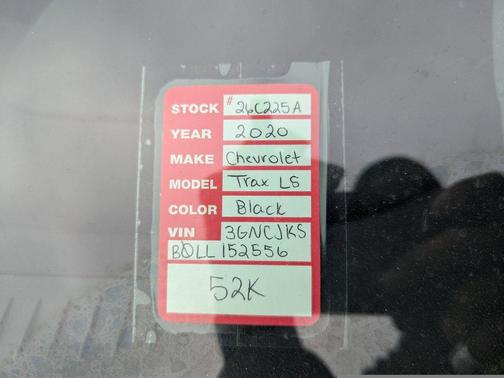 STOCK # 26C225A
YEAR 2020
MAKE Chevrolet
MODEL Trax LS
COLOR Black
VIN 3GNCJKS
B0LL152556
52K